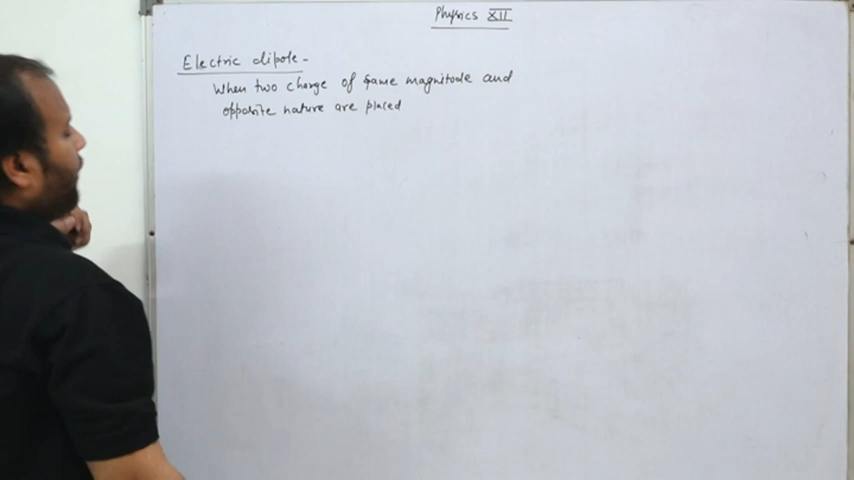 Physics XII
Electric dipole-
When two charge of same magnitude and
opposite nature are placed